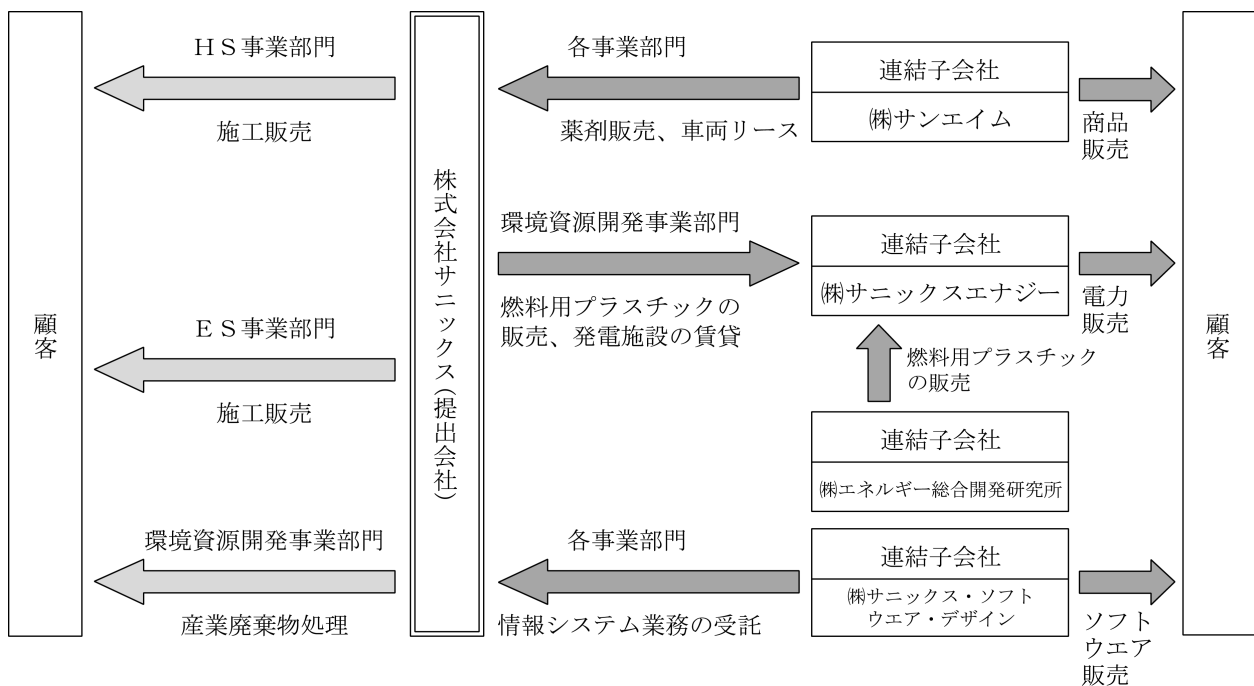 顧客
ＨＳ事業部門
施工販売
ＥＳ事業部門
施工販売
環境資源開発事業部門
産業廃棄物処理
株式会社サニックス(提出会社)
各事業部門
薬剤販売、車両リース
環境資源開発事業部門
燃料用プラスチックの
販売、発電施設の賃貸
各事業部門
情報システム業務の受託
連結子会社
㈱サンエイム
商品
販売
連結子会社
㈱サニックスエナジー
電力
販売
燃料用プラスチック
の販売
連結子会社
㈱エネルギー総合開発研究所
連結子会社
㈱サニックス・ソフト
ウエア・デザイン
ソフト
ウエア
販売
顧客